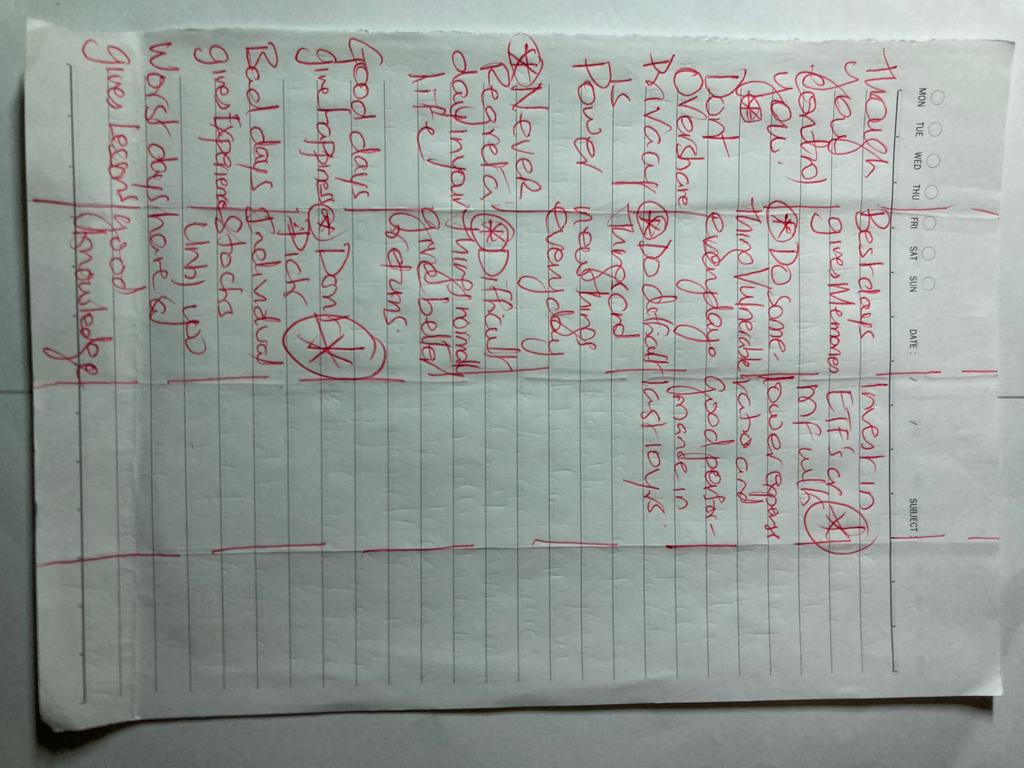 MON TUE WED THU FRI SAT SUN DATE : / / SUBJECT :
Though
you
Control
you.
Dont
Overshare
Privacy
is
Power
Never
Regret a
day in your
life
Good days
give happiness
Bad days
gives Experience
Worst days
gives Lessons
Best days
gives Memories
Do some-
thing Vulnerable
everyday.
Do difficult
things and
new things
everyday
Difficult
things normally
give better
returns.
Dont
Pick
Individual
Stocks
Until you
have a
good
knowledge
Invest in
ETF's or
MF with
lower expense
ratio and
good perfor-
mance in
last 10 yrs.